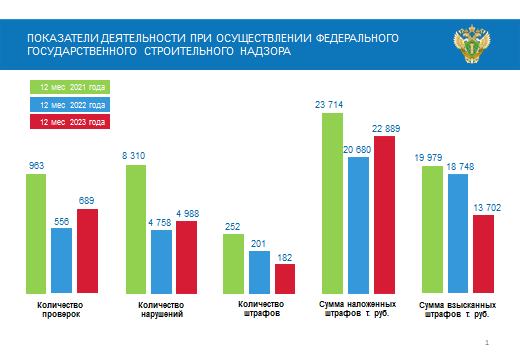 ПОКАЗАТЕЛИ ДЕЯТЕЛЬНОСТИ ПРИ ОСУЩЕСТВЛЕНИИ ФЕДЕРАЛЬНОГО
ГОСУДАРСТВЕННОГО СТРОИТЕЛЬНОГО НАДЗОРА
12 мес 2021 года
12 мес 2022 года
12 мес 2023 года
963
556
689
8 310
4 758
4 988
252
201
182
23 714
20 680
22 889
19 979
18 748
13 702
Количество
проверок
Количество
нарушений
Количество
штрафов
Сумма наложенных
штрафов т. руб.
Сумма взысканных
штрафов т. руб.
1